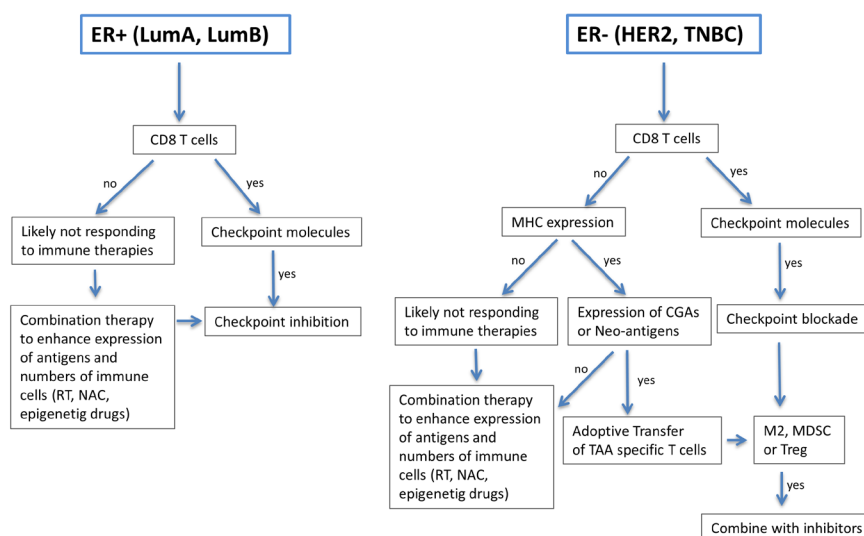 ER+ (LumA, LumB)
CD8 T cells
no
yes
Likely not responding
to immune therapies
Checkpoint molecules
yes
Combination therapy
to enhance expression
of antigens and
numbers of immune
cells (RT, NAC,
epigenetig drugs)
Checkpoint inhibition
ER- (HER2, TNBC)
CD8 T cells
no
yes
MHC expression
Checkpoint molecules
no
yes
yes
Likely not responding
to immune therapies
Expression of CGAs
or Neo-antigens
Checkpoint blockade
no
yes
Combination therapy
to enhance expression
of antigens and
numbers of immune
cells (RT, NAC,
epigenetig drugs)
Adoptive Transfer
of TAA specific T cells
M2, MDSC
or Treg
yes
Combine with inhibitors